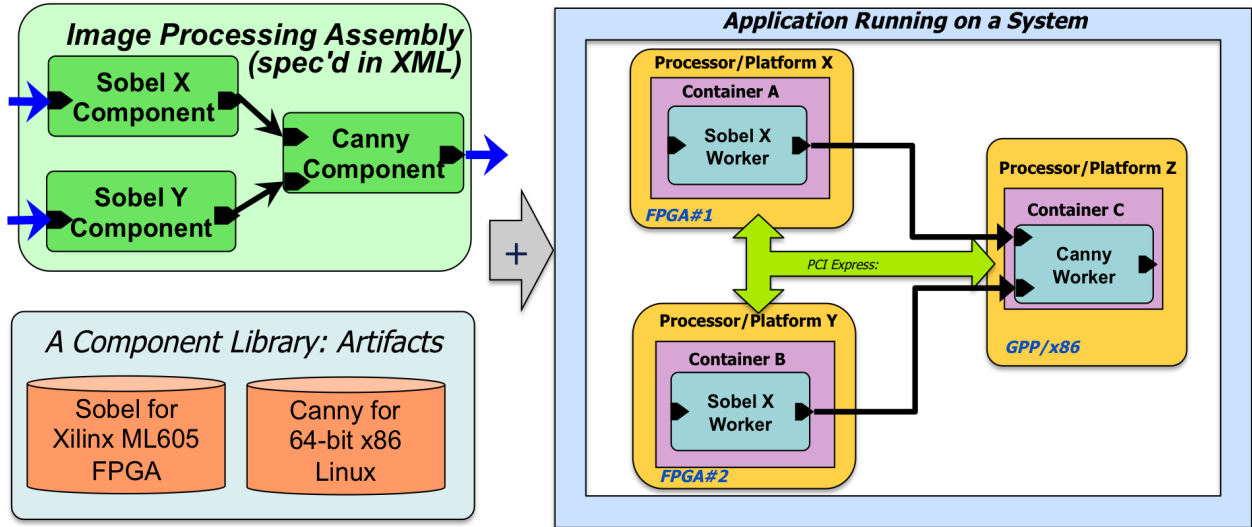 Image Processing Assembly
(spec'd in XML)
Sobel X
Component
Canny
Component
Sobel Y
Component
A Component Library: Artifacts
Sobel for
Xilinx ML605
FPGA
Canny for
64-bit x86
Linux
+
Application Running on a System
Processor/Platform X
Container A
Sobel X
Worker
FPGA#1
PCI Express:
Processor/Platform Y
Container B
Sobel X
Worker
FPGA#2
Processor/Platform Z
Container C
Canny
Worker
GPP/x86